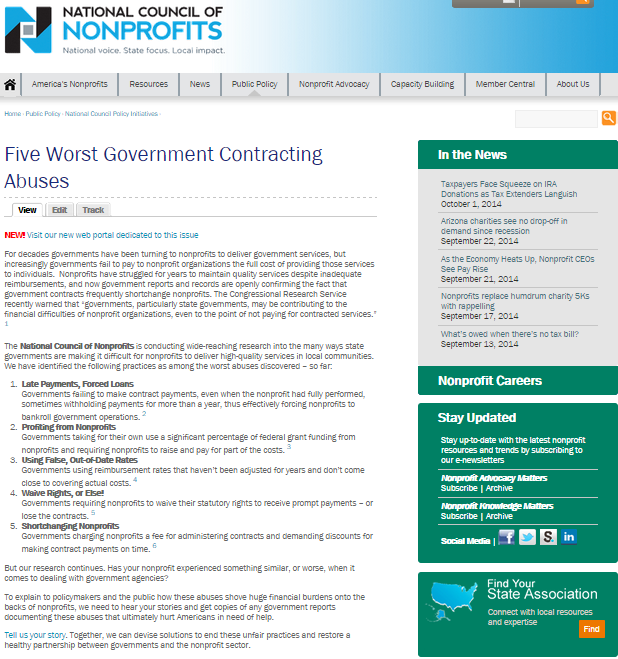 NATIONAL COUNCIL OF
NONPROFITS
National voice. State focus. Local impact.
America's Nonprofits
Resources
News
Public Policy
Nonprofit Advocacy
Capacity Building
Member Central
About Us
Home · Public Policy · National Council Policy Initiatives ·
Five Worst Government Contracting
Abuses
View
Edit
Track
NEW! Visit our new web portal dedicated to this issue
For decades governments have been turning to nonprofits to deliver government services, but
increasingly governments fail to pay to nonprofit organizations the full cost of providing those services
to individuals. Nonprofits have struggled for years to maintain quality services despite inadequate
reimbursements, and now government reports and records are openly confirming the fact that
government contracts frequently shortchange nonprofits. The Congressional Research Service
recently warned that "governments, particularly state governments, may be contributing to the
financial difficulties of nonprofit organizations, even to the point of not paying for contracted services."
1
The National Council of Nonprofits is conducting wide-reaching research into the many ways state
governments are making it difficult for nonprofits to deliver high-quality services in local communities.
We have identified the following practices as among the worst abuses discovered – so far:
1. Late Payments, Forced Loans
Governments failing to make contract payments, even when the nonprofit had fully performed,
sometimes withholding payments for more than a year, thus effectively forcing nonprofits to
bankroll government operations. 2
2. Profiting from Nonprofits
Governments taking for their own use a significant percentage of federal grant funding from
nonprofits and requiring nonprofits to raise and pay for part of the costs. 3
3. Using False, Out-of-Date Rates
Governments using reimbursement rates that haven't been adjusted for years and don't come
close to covering actual costs. 4
4. Waive Rights, or Else!
Governments requiring nonprofits to waive their statutory rights to receive prompt payments – or
lose the contracts. 5
5. Shortchanging Nonprofits
Governments charging nonprofits a fee for administering contracts and demanding discounts for
making contract payments on time. 6
But our research continues. Has your nonprofit experienced something similar, or worse, when it
comes to dealing with government agencies?
To explain to policymakers and the public how these abuses shove huge financial burdens onto the
backs of nonprofits, we need to hear your stories and get copies of any government reports
documenting these abuses that ultimately hurt Americans in need of help.
Tell us your story. Together, we can devise solutions to end these unfair practices and restore a
healthy partnership between governments and the nonprofit sector.
In the News
Taxpayers Face Squeeze on IRA
Donations as Tax Extenders Languish
October 1, 2014
Arizona charities see no drop-off in
demand since recession
September 22, 2014
As the Economy Heats Up, Nonprofit CEOs
See Pay Rise
September 21, 2014
Nonprofits replace humdrum charity 5Ks
with rappelling
September 17, 2014
What's owed when there's no tax bill?
September 13, 2014
Nonprofit Careers
Stay Updated
Stay up-to-date with the latest nonprofit
resources and trends by subscribing to
our e-newsletters
Nonprofit Advocacy Matters
Subscribe | Archive
Nonprofit Knowledge Matters
Subscribe | Archive
Social Media |
f
S
in
Find Your
State Association
Connect with local resources
and expertise
Find